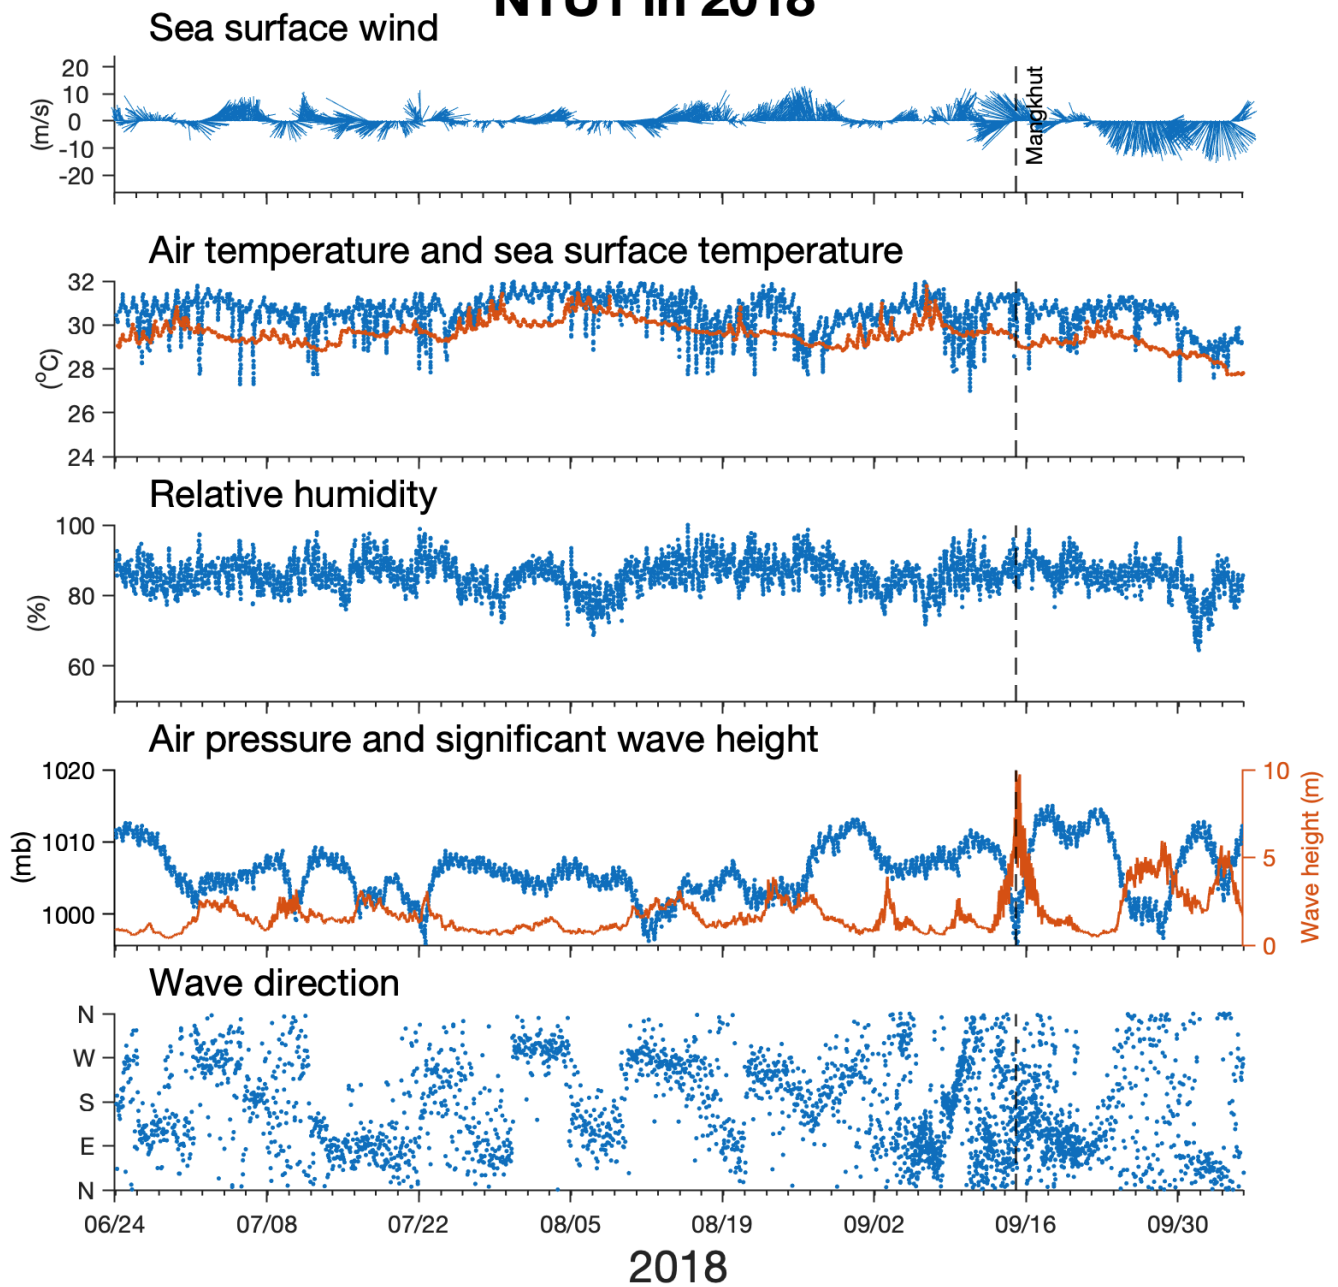 NTU1 in 2018
Sea surface wind
20
10
0
-10
-20
(m/s)
Mangkhut
Air temperature and sea surface temperature
32
30
28
26
24
(°C)
Relative humidity
100
80
60
(%)
Air pressure and significant wave height
1020
1010
1000
(mb)
10
5
0
Wave height (m)
Wave direction
N
W
S
E
N
06/24 07/08 07/22 08/05 08/19 09/02 09/16 09/30
2018